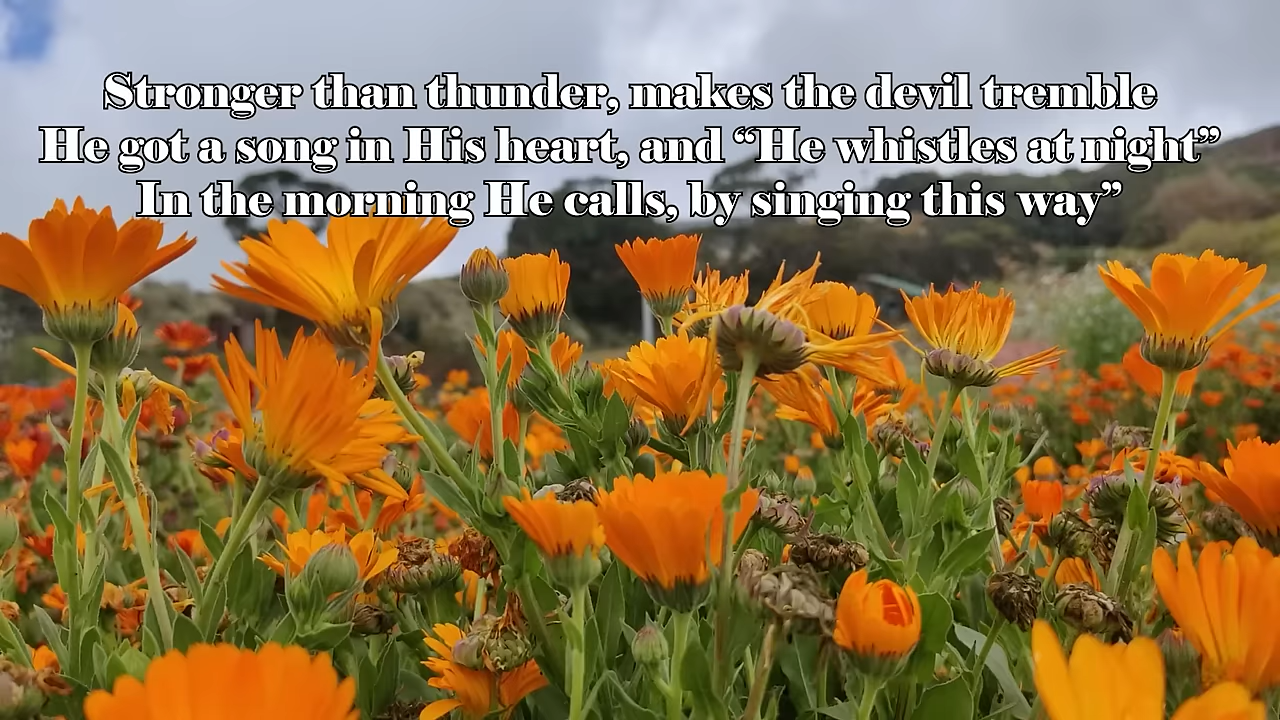 Stronger than thunder, makes the devil tremble
He got a song in His heart, and “He whistles at night”
In the morning He calls, by singing this way”